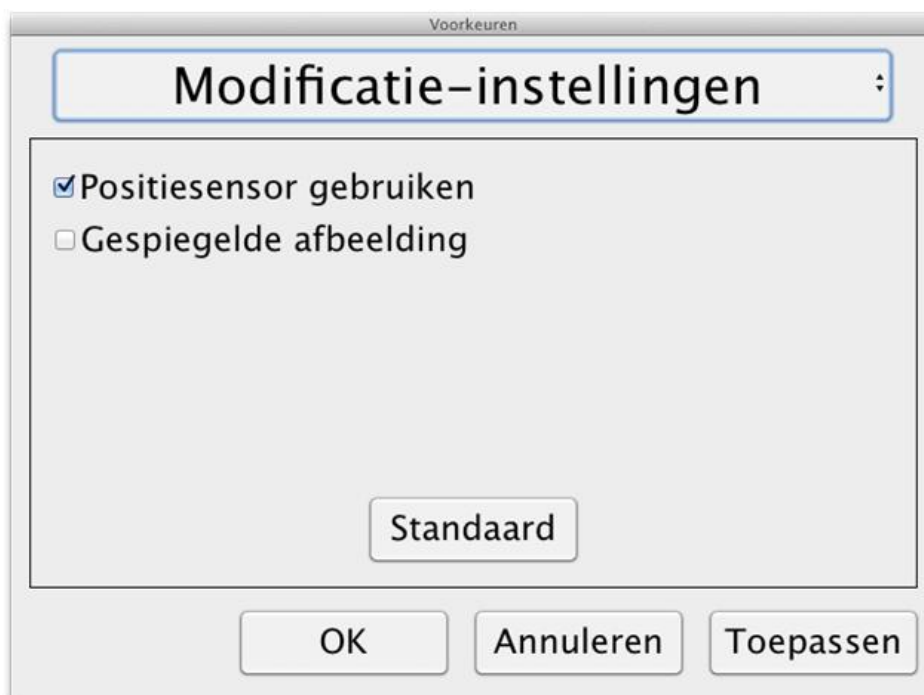 Voorkeuren
Modificatie-instellingen
Positiesensor gebruiken
Gespiegelde afbeelding
Standaard
OK Annuleren Toepassen